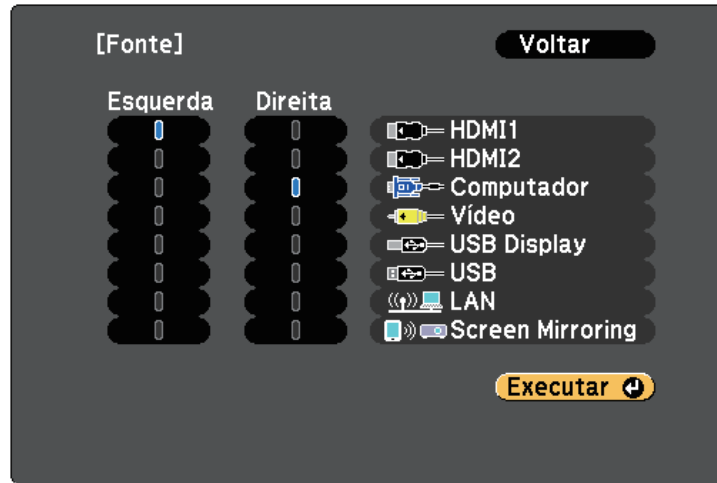 [Fonte] Voltar
Esquerda Direita
HDMI1
HDMI2
Computador
Vídeo
USB Display
USB
LAN
Screen Mirroring
Executar